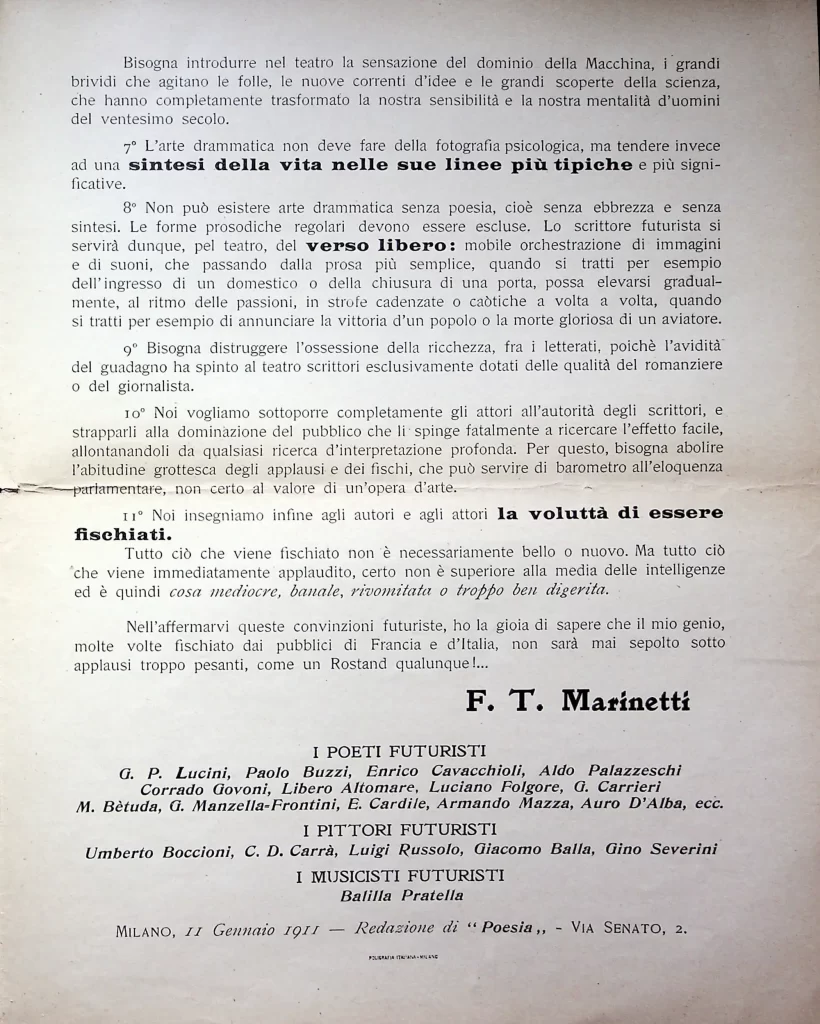 Bisogna introdurre nel teatro la sensazione del dominio della Macchina, i grandi
brividi che agitano le folle, le nuove correnti d'idee e le grandi scoperte della scienza,
che hanno completamente trasformato la nostra sensibilità e la nostra mentalità d'uomini
del ventesimo secolo.
7° L'arte drammatica non deve fare della fotografia psicologica, ma tendere invece
ad una sintesi della vita nelle sue linee più tipiche e più signi-
ficative.
8° Non può esistere arte drammatica senza poesia, cioè senza ebbrezza e senza
sintesi. Le forme prosodiche regolari devono essere escluse. Lo scrittore futurista si
servirà dunque, pel teatro, del verso libero: mobile orchestrazione di immagini
e di suoni, che passando dalla prosa più semplice, quando si tratti per esempio
dell'ingresso di un domestico o della chiusura di una porta, possa elevarsi gradual-
mente, al ritmo delle passioni, in strofe cadenzate o caòtiche a volta a volta, quando
si tratti per esempio di annunciare la vittoria d'un popolo o la morte gloriosa di un aviatore.
9° Bisogna distruggere l'ossessione della ricchezza, fra i letterati, poichè l'avidità
del guadagno ha spinto al teatro scrittori esclusivamente dotati delle qualità del romanziere
o del giornalista.
10° Noi vogliamo sottoporre completamente gli attori all'autorità degli scrittori, e
strapparli alla dominazione del pubblico che li spinge fatalmente a ricercare l'effetto facile,
allontanandoli da qualsiasi ricerca d'interpretazione profonda. Per questo, bisogna abolire
l'abitudine grottesca degli applausi e dei fischi, che può servire di barometro all'eloquenza
parlamentare, non certo al valore di un'opera d'arte.
11° Noi insegniamo infine agli autori e agli attori la voluttà di essere
fischiati.
Tutto ciò che viene fischiato non è necessariamente bello o nuovo. Ma tutto ciò
che viene immediatamente applaudito, certo non è superiore alla media delle intelligenze
ed è quindi cosa mediocre, banale, rivomitata o troppo ben digerita.
Nell'affermarvi queste convinzioni futuriste, ho la gioia di sapere che il mio genio,
molte volte fischiato dai pubblici di Francia e d'Italia, non sarà mai sepolto sotto
applausi troppo pesanti, come un Rostand qualunque!...
F. T. Marinetti
I POETI FUTURISTI
G. P. Lucini, Paolo Buzzi, Enrico Cavacchioli, Aldo Palazzeschi
Corrado Govoni, Libero Altomare, Luciano Folgore, G. Carrieri
M. Bètuda, G. Manzella-Frontini, E. Cardile, Armando Mazza, Auro D'Alba, ecc.
I PITTORI FUTURISTI
Umberto Boccioni, C. D. Carrà, Luigi Russolo, Giacomo Balla, Gino Severini
I MUSICISTI FUTURISTI
Balilla Pratella
MILANO, 11 Gennaio 1911 — Redazione di “Poesia„ - VIA SENATO, 2.
POLIGRAFIA ITALIANA - MILANO